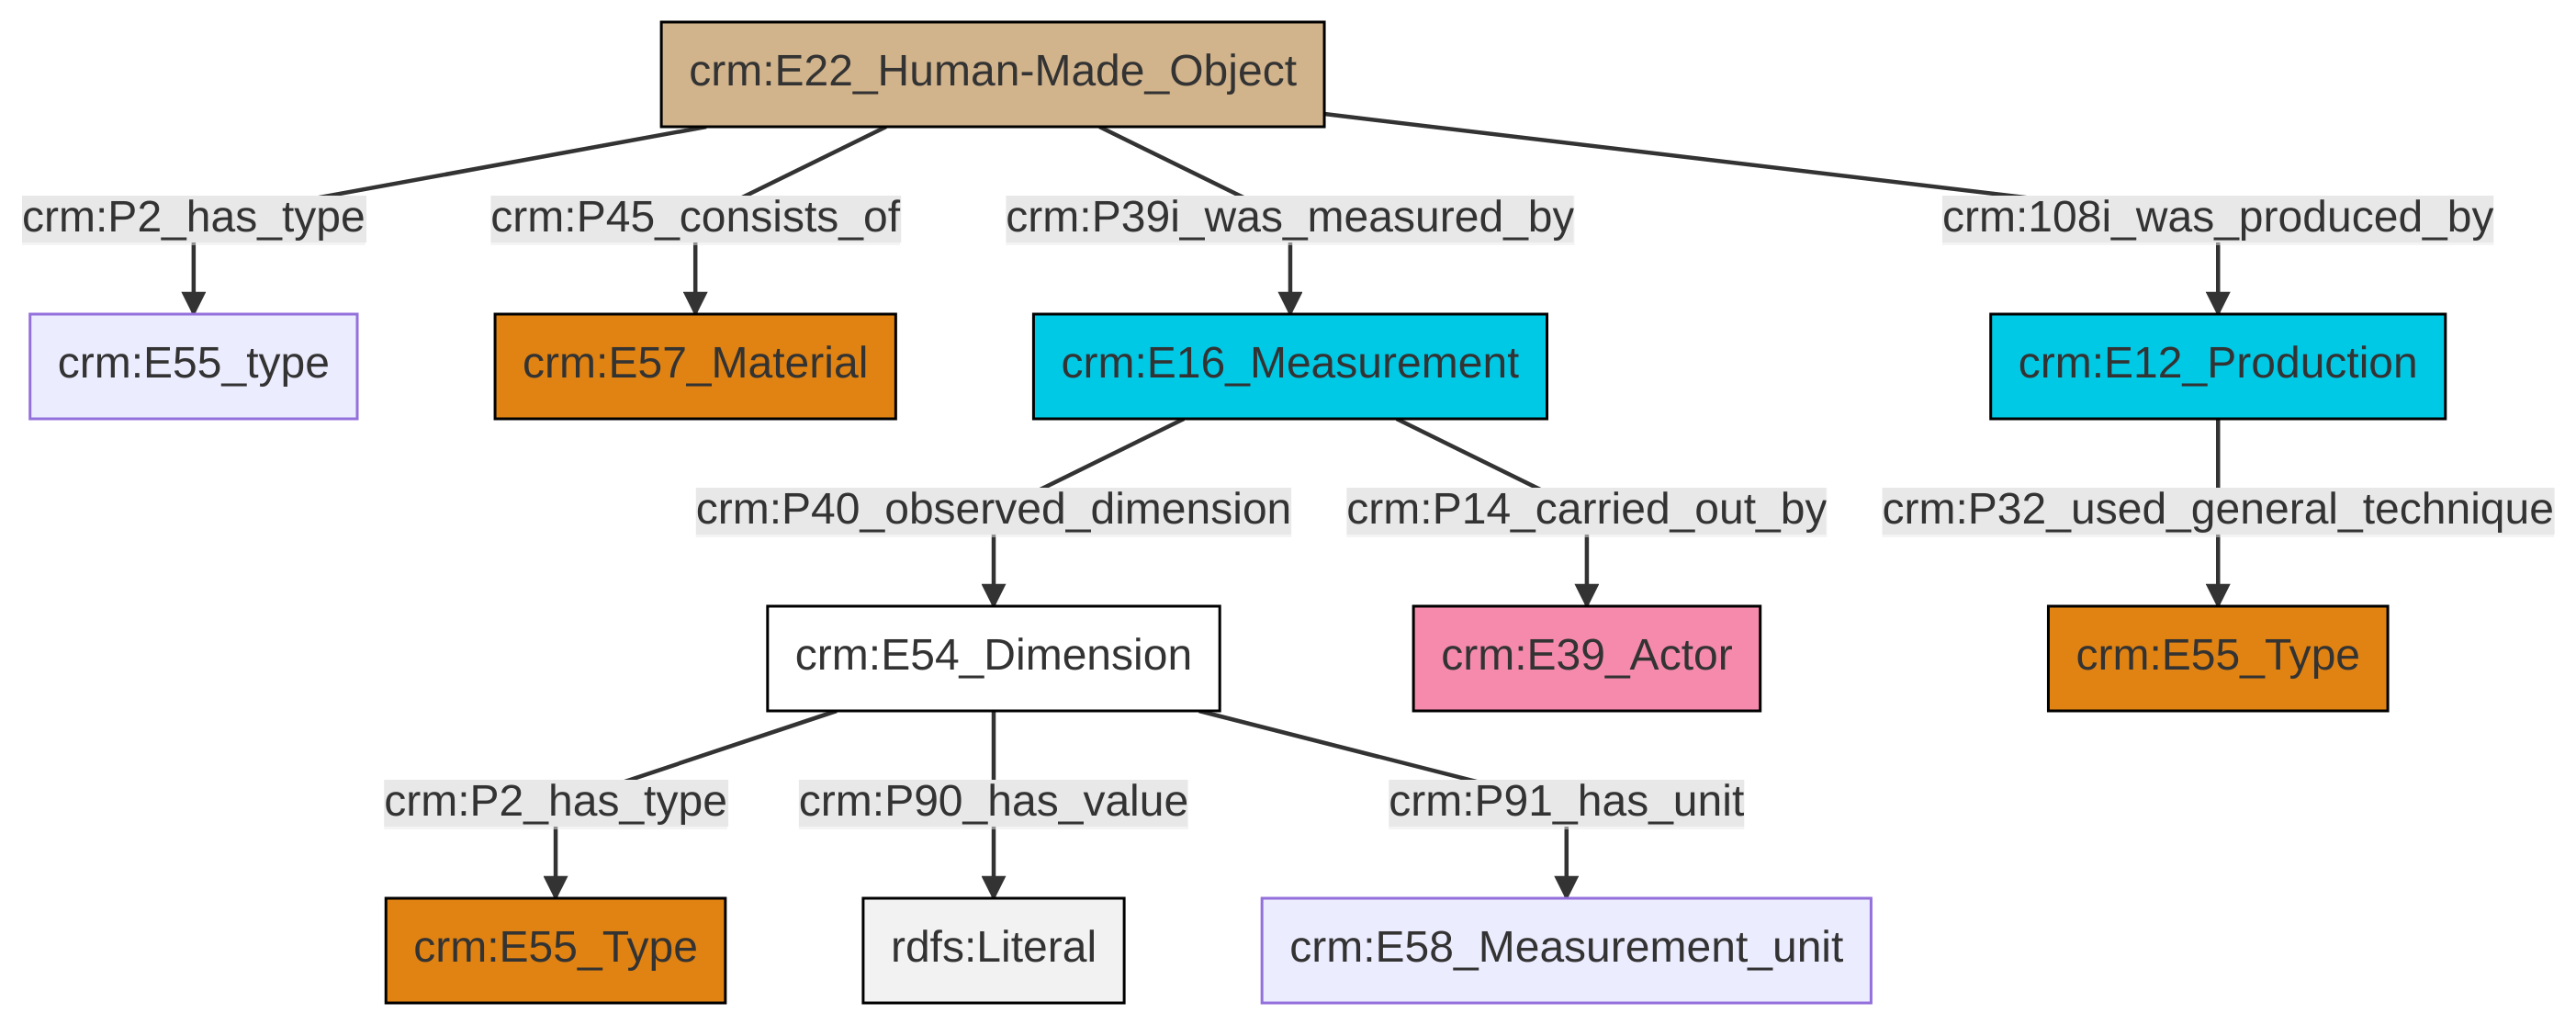 crm:E22_Human-Made_Object
crm:P2_has_type
crm:P45_consists_of
crm:P39i_was_measured_by
crm:108i_was_produced_by
crm:E55_type
crm:E57_Material
crm:E16_Measurement
crm:E12_Production
crm:P40_observed_dimension
crm:P14_carried_out_by
crm:P32_used_general_technique
crm:E54_Dimension
crm:E39_Actor
crm:E55_Type
crm:P2_has_type
crm:P90_has_value
crm:P91_has_unit
crm:E55_Type
rdfs:Literal
crm:E58_Measurement_unit